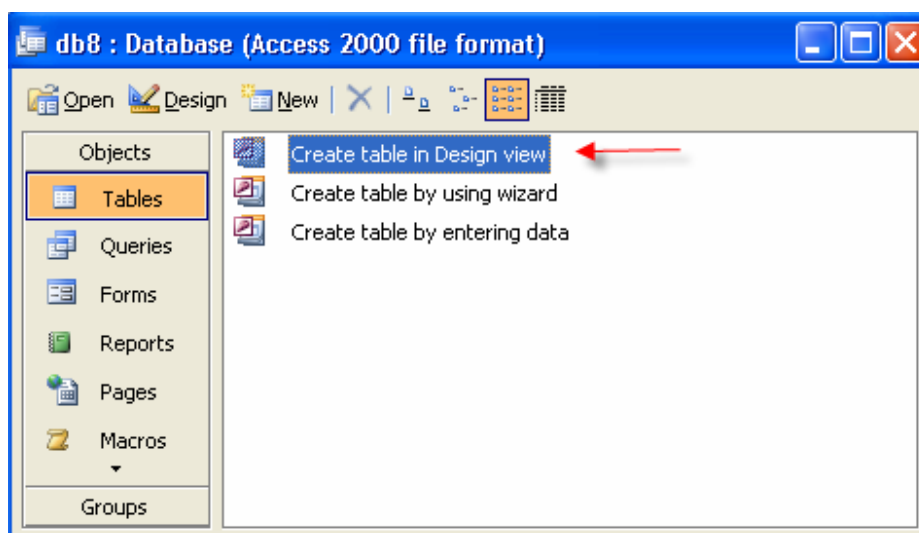 db8 : Database (Access 2000 file format)
Open Design New
Objects
Tables
Queries
Forms
Reports
Pages
Macros
Groups
Create table in Design view
Create table by using wizard
Create table by entering data